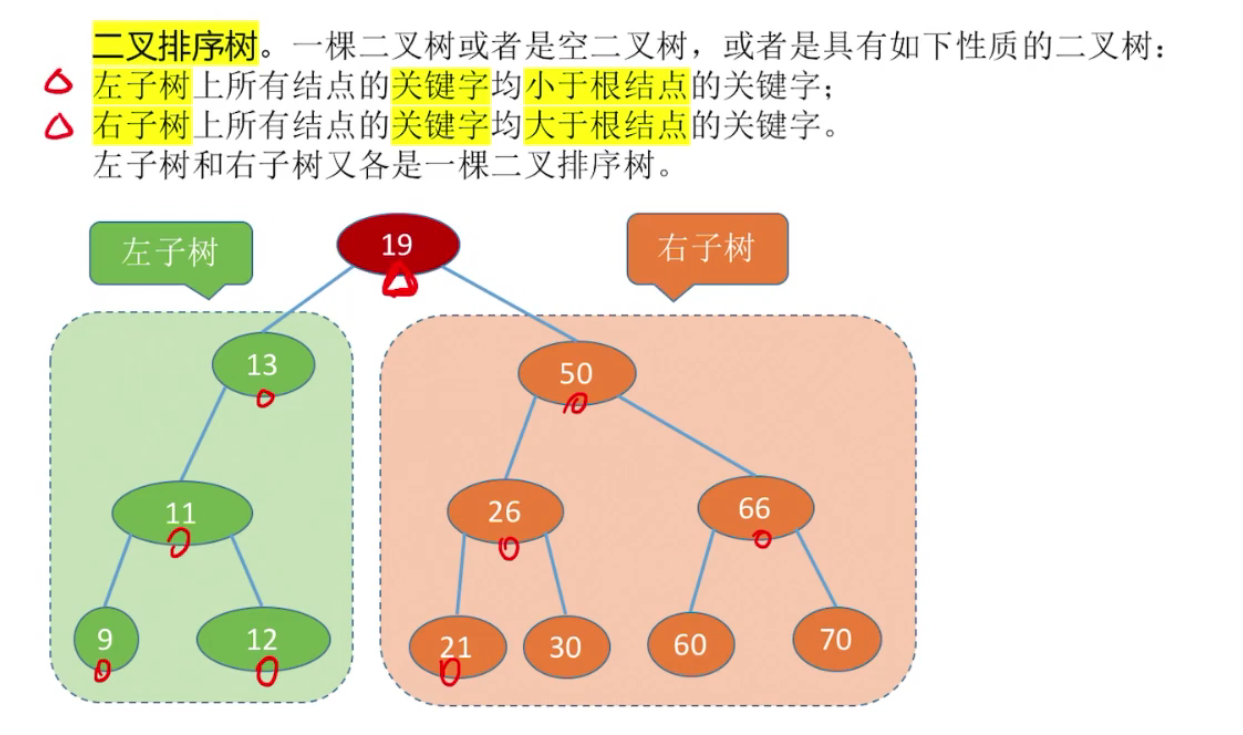 二叉排序树。一棵二叉树或者是空二叉树，或者是具有如下性质的二叉树：
左子树上所有结点的关键字均小于根结点的关键字；
右子树上所有结点的关键字均大于根结点的关键字。
左子树和右子树又各是一棵二叉排序树。
左子树
19
右子树
13
50
11
26
66
9
12
21
30
60
70